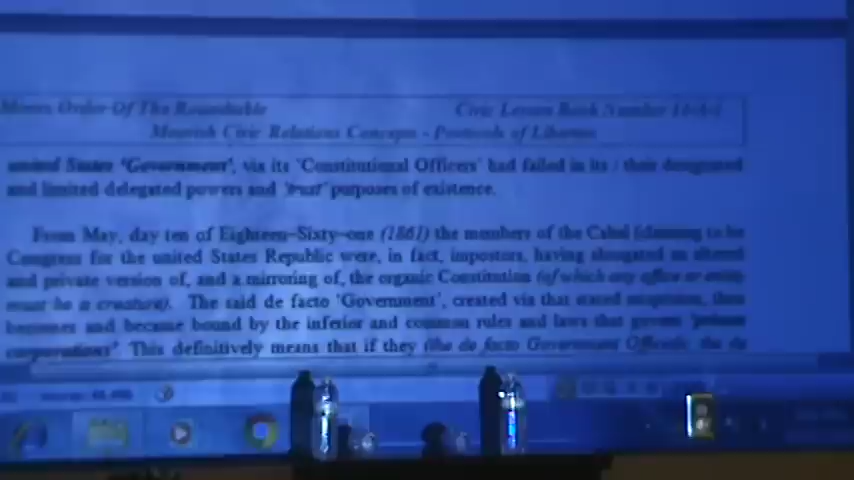 Moors Order Of The Roundtable
Civic Lesson Book Number
Moorish Civic Relations Concepts - Protocols of
united States 'Government', via its 'Constitutional Officers' had failed in its / their designated
and limited delegated powers and 'trust' purposes of existence.
From May, day ten of Eighteen-Sixty-one (1861) the members of the Cabal (claiming to be
Congress for the united States Republic were, in fact, impostors, having abrogated an altered
and private version of, and a mirroring of, the organic Constitution (of which any office or entity
must be a creature). The said de facto 'Government', created via that stated usurpation, then
becomes and became bound by the inferior and common rules and laws that govern 'private
corporations'. This definitively means that if they (the de facto Government Officials, the de